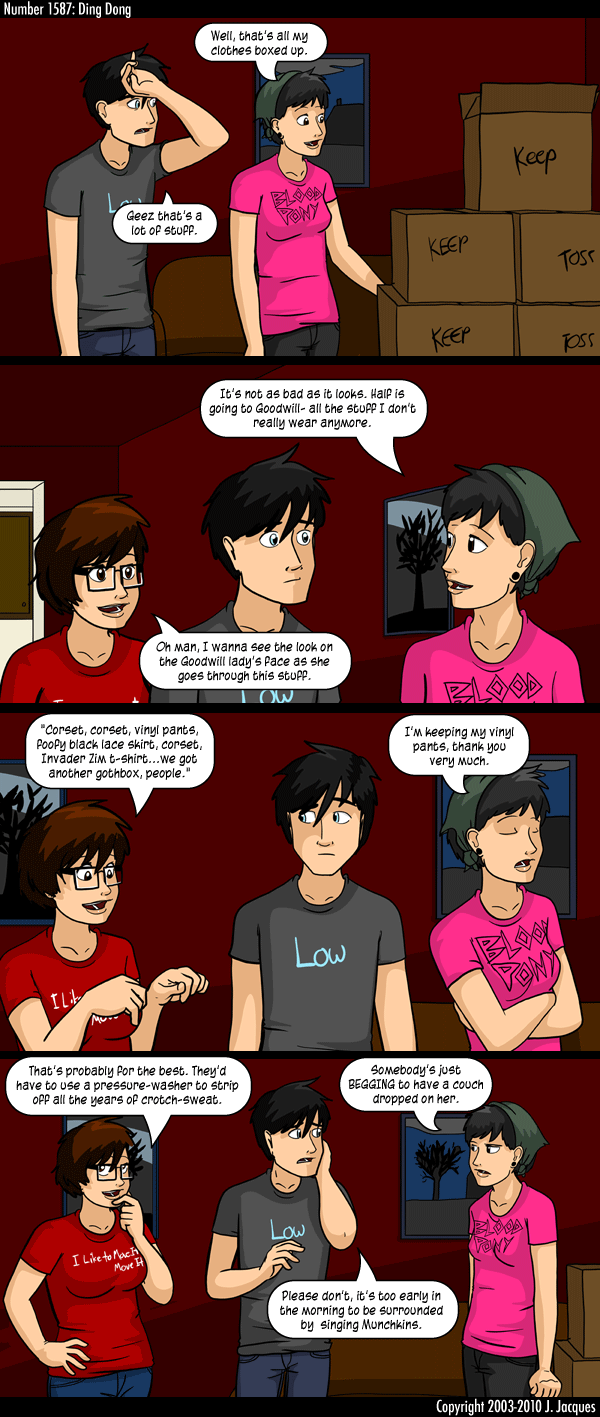 Number 1587: Ding Dong
Well, that's all my
clothes boxed up.
Geez that's a
lot of stuff.
Low
BLOOD
PONY
Keep
KEEP
TOSS
KEEP
TOSS
It's not as bad as it looks. Half is
going to Goodwill- all the stuff I don't
really wear anymore.
Oh man, I wanna see the look on
the Goodwill lady's face as she
goes through this stuff.
LOW
BLOOD
"Corset, corset, vinyl pants,
foofy black lace skirt, corset,
Invader Zim t-shirt...we got
another gothbox, people."
I'm keeping my vinyl
pants, thank you
very much.
I Like
Move
Low
BLOOD
PONY
That's probably for the best. They'd
have to use a pressure-washer to strip
off all the years of crotch-sweat.
Somebody's just
BEGGING to have a couch
dropped on her.
I Like to Mac It
Move It
Low
BLOOD
PONY
Please don't, it's too early in
the morning to be surrounded
by singing Munchkins.
Copyright 2003-2010 J. Jacques